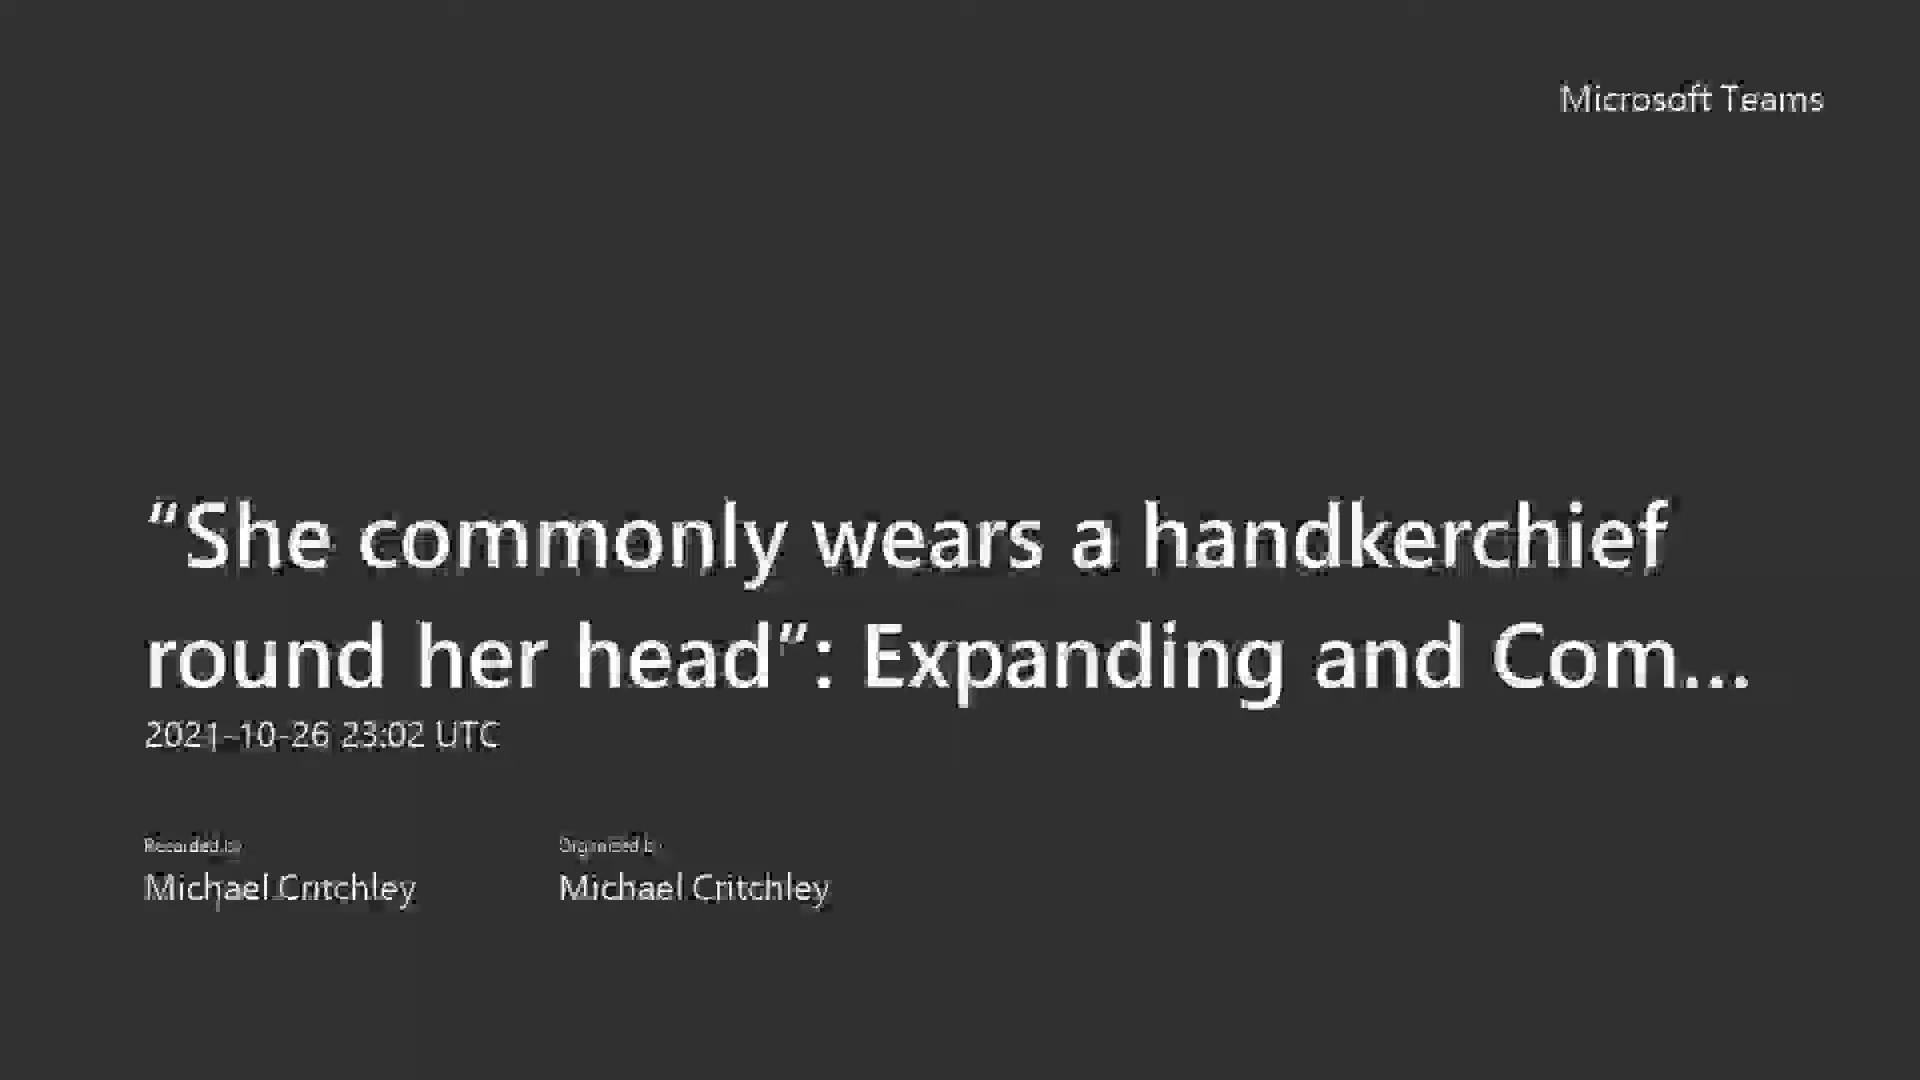 Microsoft Teams
“She commonly wears a handkerchief
round her head”: Expanding and Com...
2021-10-26 23:02 UTC
Recorded by
Organized by
Michael Critchley
Michael Critchley